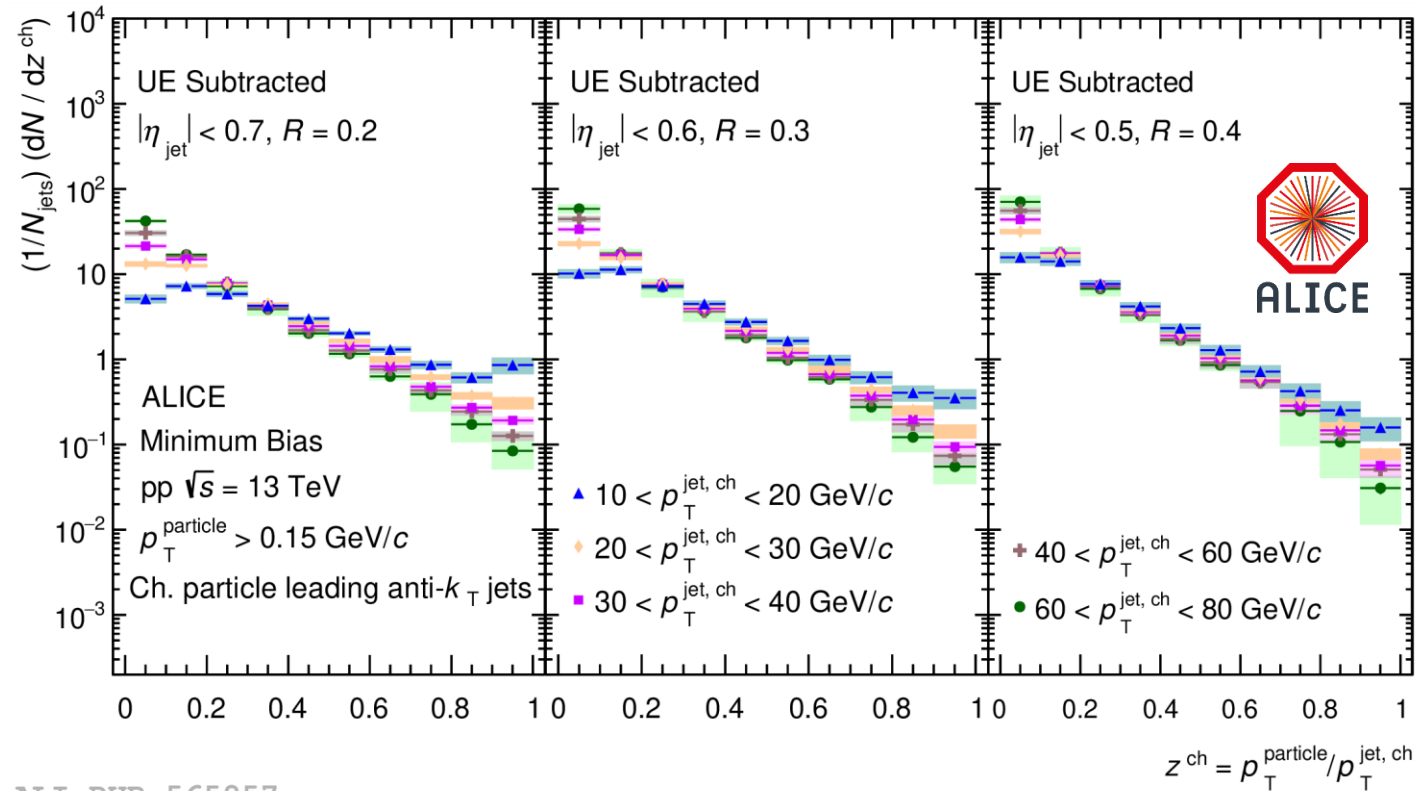 (1/N_jets) (dN / dz^ch)
10^4
10^3
10^2
10
1
10^−1
10^−2
10^−3
UE Subtracted
|η_jet| < 0.7, R = 0.2
ALICE
Minimum Bias
pp √s = 13 TeV
p_T^particle > 0.15 GeV/c
Ch. particle leading anti-k_T jets
0 0.2 0.4 0.6 0.8 1
UE Subtracted
|η_jet| < 0.6, R = 0.3
10 < p_T^jet, ch < 20 GeV/c
20 < p_T^jet, ch < 30 GeV/c
30 < p_T^jet, ch < 40 GeV/c
0 0.2 0.4 0.6 0.8
UE Subtracted
|η_jet| < 0.5, R = 0.4
ALICE
40 < p_T^jet, ch < 60 GeV/c
60 < p_T^jet, ch < 80 GeV/c
0 0.2 0.4 0.6 0.8 1
z^ch = p_T^particle/p_T^jet, ch